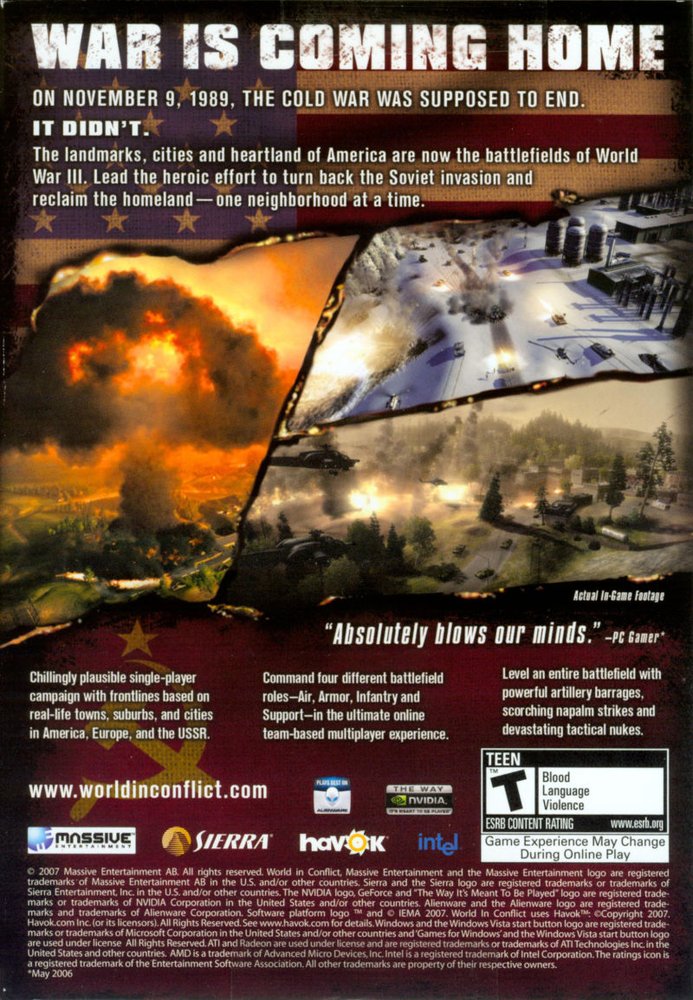 WAR IS COMING HOME
ON NOVEMBER 9, 1989, THE COLD WAR WAS SUPPOSED TO END.
IT DIDN'T.
The landmarks, cities and heartland of America are now the battlefields of World
War III. Lead the heroic effort to turn back the Soviet invasion and
reclaim the homeland—one neighborhood at a time.
Actual In-Game Footage
"Absolutely blows our minds." –PC Gamer*
Chillingly plausible single-player
campaign with frontlines based on
real-life towns, suburbs, and cities
in America, Europe, and the USSR.
Command four different battlefield
roles—Air, Armor, Infantry and
Support—in the ultimate online
team-based multiplayer experience.
Level an entire battlefield with
powerful artillery barrages,
scorching napalm strikes and
devastating tactical nukes.
www.worldinconflict.com
PLAYS BEST ON
ALIENWARE
THE WAY
NVIDIA.
IT'S MEANT TO BE PLAYED
TEEN
T
TM
Blood
Language
Violence
ESRB CONTENT RATING www.esrb.org
Game Experience May Change
During Online Play
MASSIVE
ENTERTAINMENT
SIERRA
havok
intel
© 2007 Massive Entertainment AB. All rights reserved. World in Conflict, Massive Entertainment and the Massive Entertainment logo are registered
trademarks of Massive Entertainment AB in the U.S. and/or other countries. Sierra and the Sierra logo are registered trademarks or trademarks of
Sierra Entertainment, Inc. in the U.S. and/or other countries. The NVIDIA logo, GeForce and "The Way It's Meant To Be Played" logo are registered trade-
marks or trademarks of NVIDIA Corporation in the United States and/or other countries. Alienware and the Alienware logo are registered trade-
marks and trademarks of Alienware Corporation. Software platform logo ™ and © IEMA 2007. World In Conflict uses Havok™: ©Copyright 2007.
Havok.com Inc. (or its licensors). All Rights Reserved. See www.havok.com for details. Windows and the Windows Vista start button logo are registered trade-
marks or trademarks of Microsoft Corporation in the United States and/or other countries and 'Games for Windows' and the Windows Vista start button logo
are used under license All Rights Reserved. ATI and Radeon are used under license and are registered trademarks or trademarks of ATI Technologies Inc. in the
United States and other countries. AMD is a trademark of Advanced Micro Devices, Inc. Intel is a registered trademark of Intel Corporation. The ratings icon is
a registered trademark of the Entertainment Software Association. All other trademarks are property of their respective owners.
*May 2006